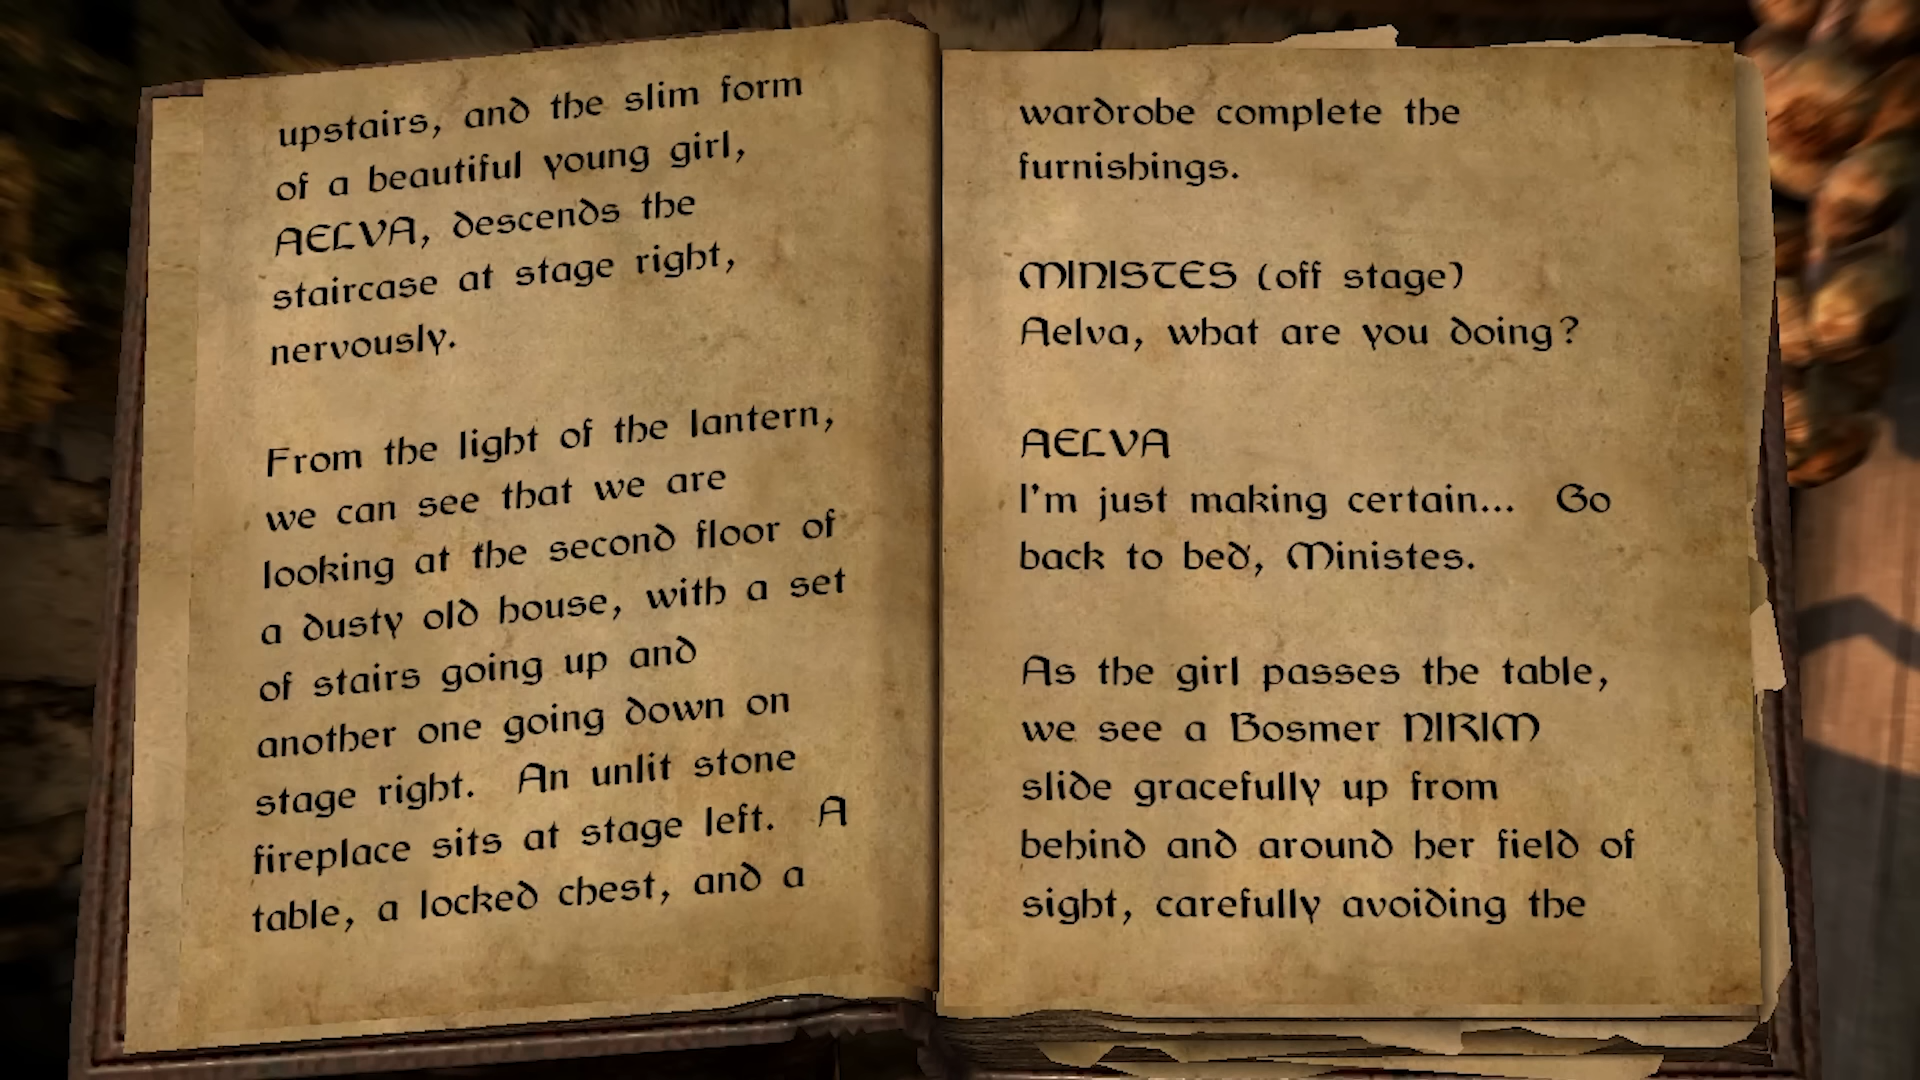 upstairs, and the slim form
of a beautiful young girl,
AELVA, descends the
staircase at stage right,
nervously.
From the light of the lantern,
we can see that we are
looking at the second floor of
a dusty old house, with a set
of stairs going up and
another one going down on
stage right.  An unlit stone
fireplace sits at stage left.  A
table, a locked chest, and a
wardrobe complete the
furnishings.
MINISTES (off stage)
Aelva, what are you doing?
AELVA
I'm just making certain...  Go
back to bed, Ministes.
As the girl passes the table,
we see a Bosmer NIRIM
slide gracefully up from
behind and around her field of
sight, carefully avoiding the